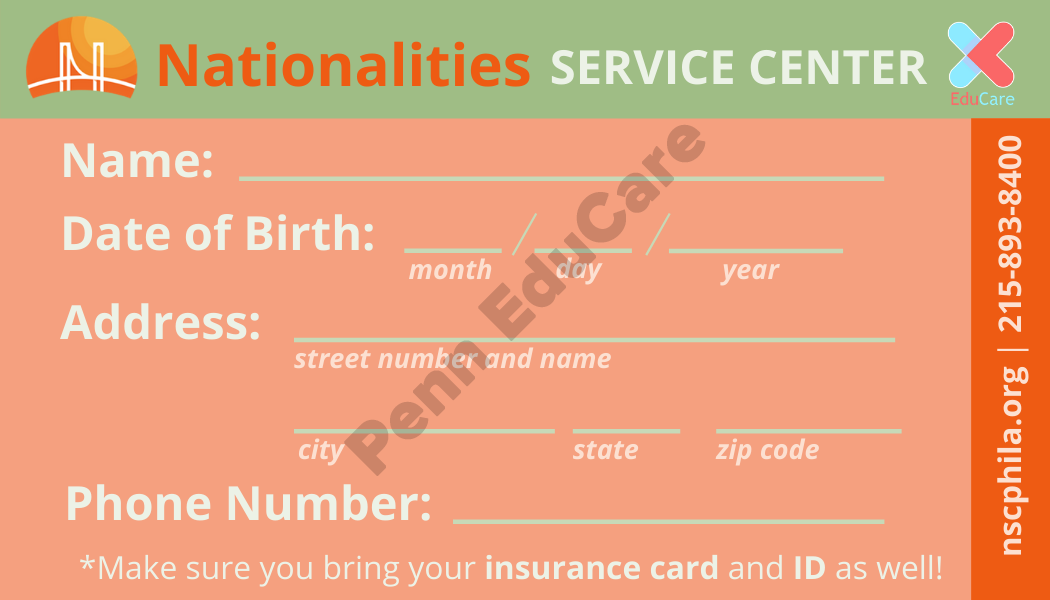 Nationalities SERVICE CENTER
EduCare
Name:
Date of Birth: / /
month day year
Address:
street number and name
city state zip code
Phone Number:
*Make sure you bring your insurance card and ID as well!
nscphila.org | 215-893-8400
Penn EduCare